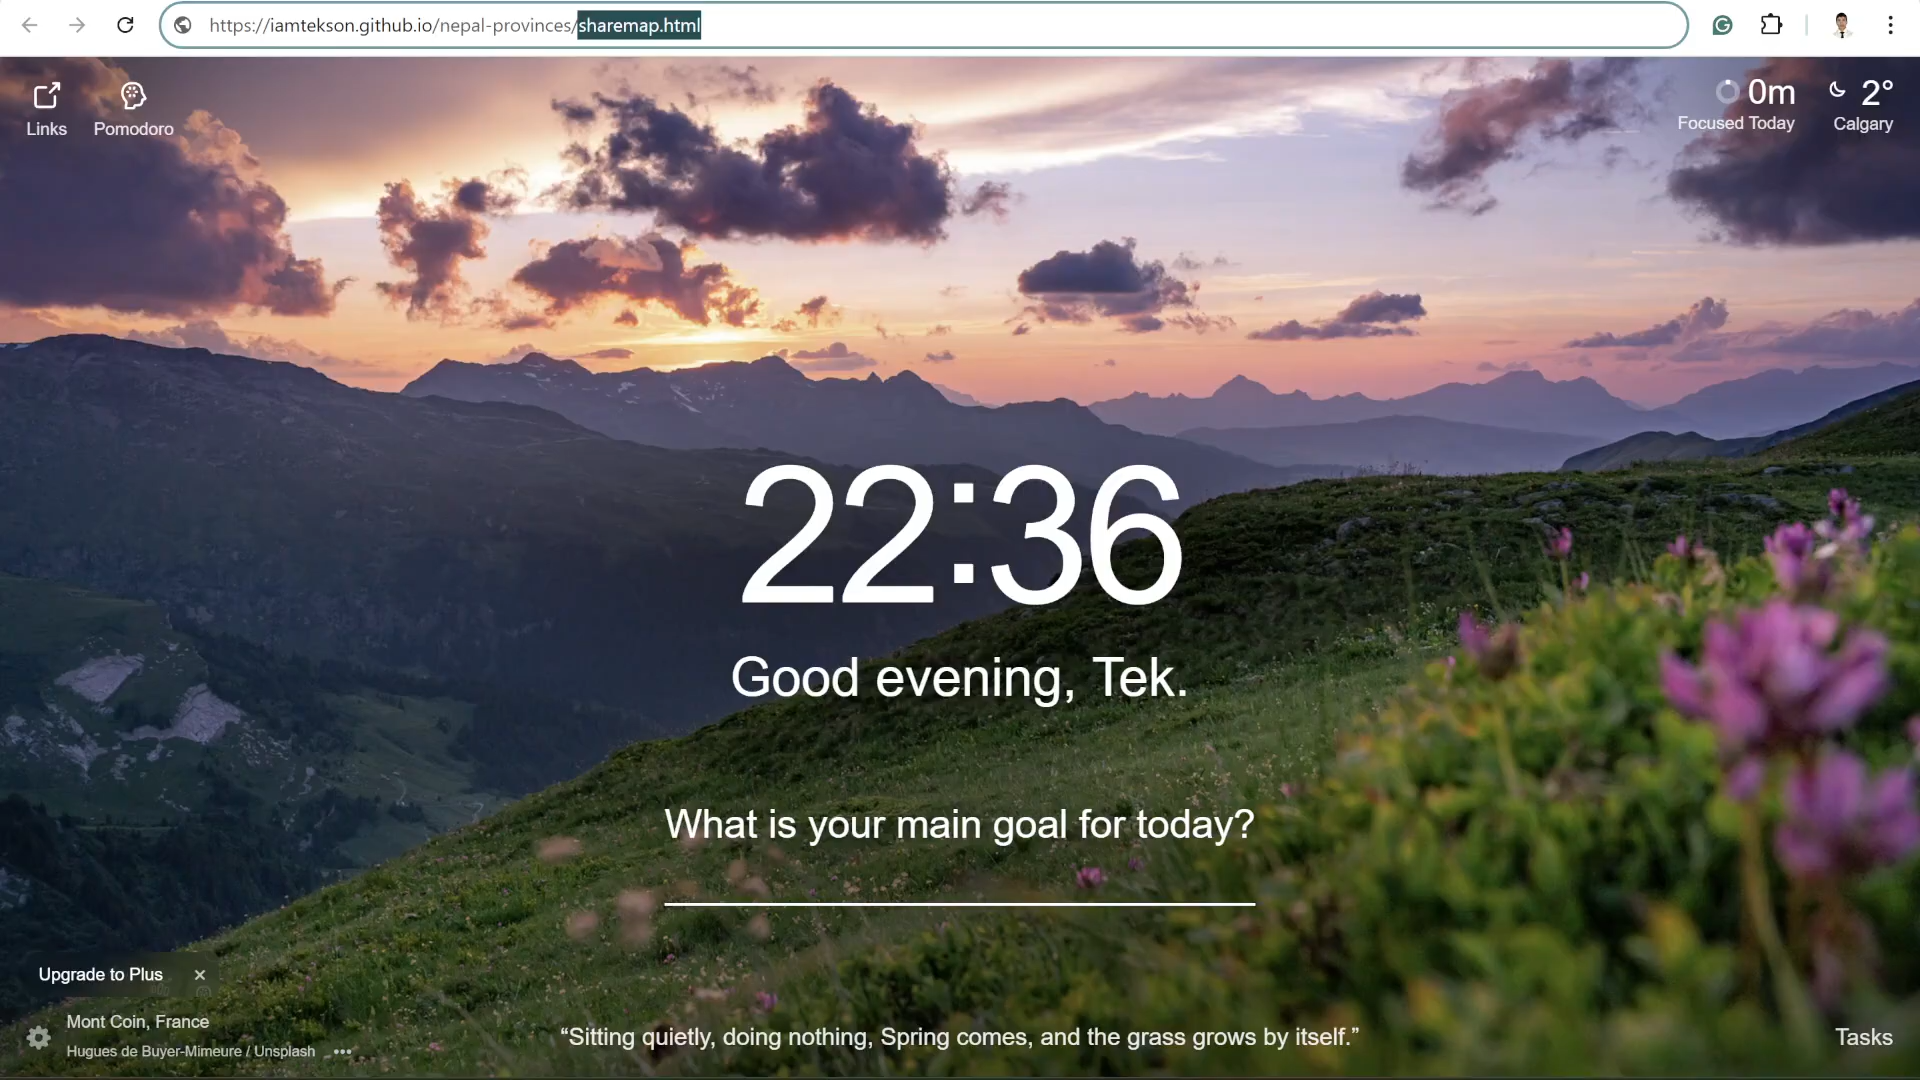 https://iamtekson.github.io/nepal-provinces/sharemap.html
Links
Pomodoro
0m
Focused Today
2°
Calgary
22:36
Good evening, Tek.
What is your main goal for today?
Upgrade to Plus ×
Mont Coin, France
Hugues de Buyer-Mimeure / Unsplash •••
“Sitting quietly, doing nothing, Spring comes, and the grass grows by itself.”
Tasks